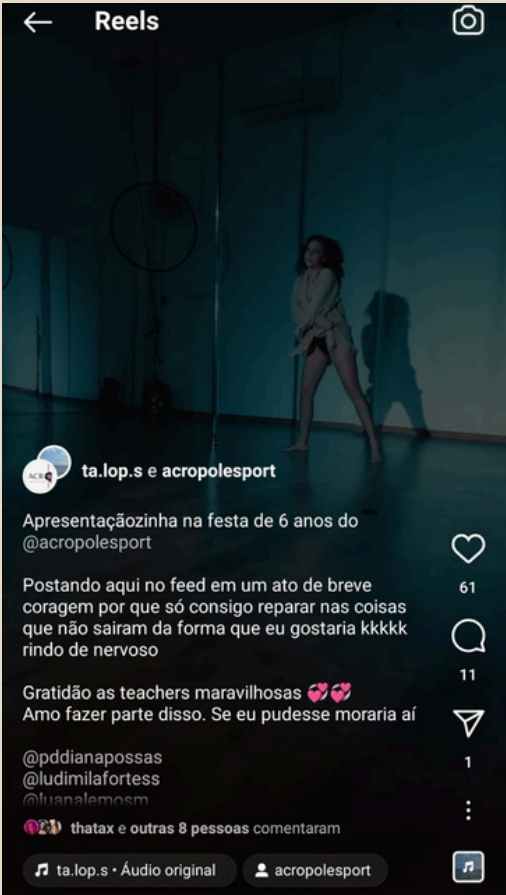 Reels
ta.lop.s e acropolesport
Apresentaçãozinha na festa de 6 anos do
@acropolesport
Postando aqui no feed em um ato de breve
coragem por que só consigo reparar nas coisas
que não sairam da forma que eu gostaria kkkkk
rindo de nervoso
Gratidão as teachers maravilhosas 💞💞
Amo fazer parte disso. Se eu pudesse moraria aí
@pddianapossas
@ludimilafortess
@luanalemosm
thatax e outras 8 pessoas comentaram
ta.lop.s • Áudio original
acropolesport
61
11
1